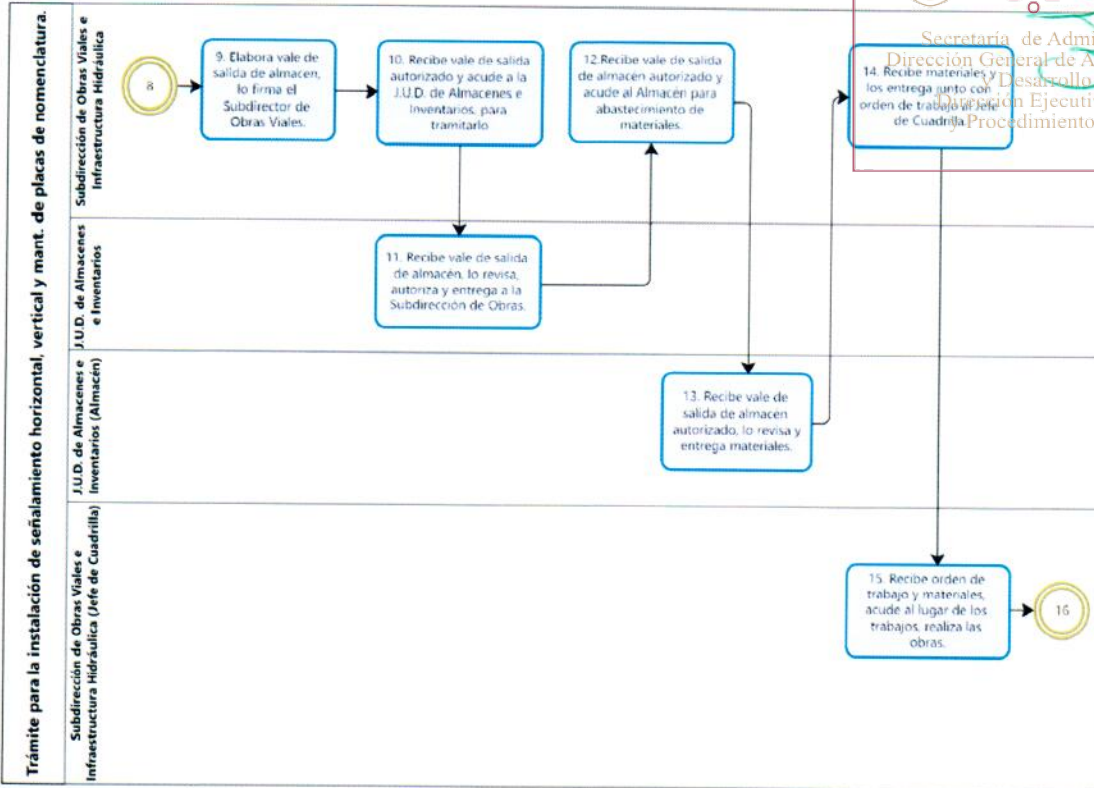 Trámite para la instalación de señalamiento horizontal, vertical y mant. de placas de nomenclatura.
Subdirección de Obras Viales e
Infraestructura Hidráulica
8
9. Elabora vale de
salida de almacen,
lo firma el
Subdirector de
Obras Viales.
10. Recibe vale de salida
autorizado y acude a la
J.U.D. de Almacenes e
Inventarios, para
tramitarlo
12.Recibe vale de salida
de almacén autorizado y
acude al Almacén para
abastecimiento de
materiales.
14. Recibe materiales y
los entrega junto con
orden de trabajo al Jefe
de Cuadrilla.
Secretaría de Admi
Dirección General de A
y Desarrollo
Dirección Ejecuti
y Procedimiento
J.U.D. de Almacenes
e Inventarios
11. Recibe vale de salida
de almacén, lo revisa,
autoriza y entrega a la
Subdirección de Obras.
J.U.D. de Almacenes e
Inventarios (Almacén)
13. Recibe vale de
salida de almacen
autorizado, lo revisa y
entrega materiales.
Subdirección de Obras Viales e
Infraestructura Hidráulica (Jefe de Cuadrilla)
15. Recibe orden de
trabajo y materiales,
acude al lugar de los
trabajos, realiza las
obras.
16